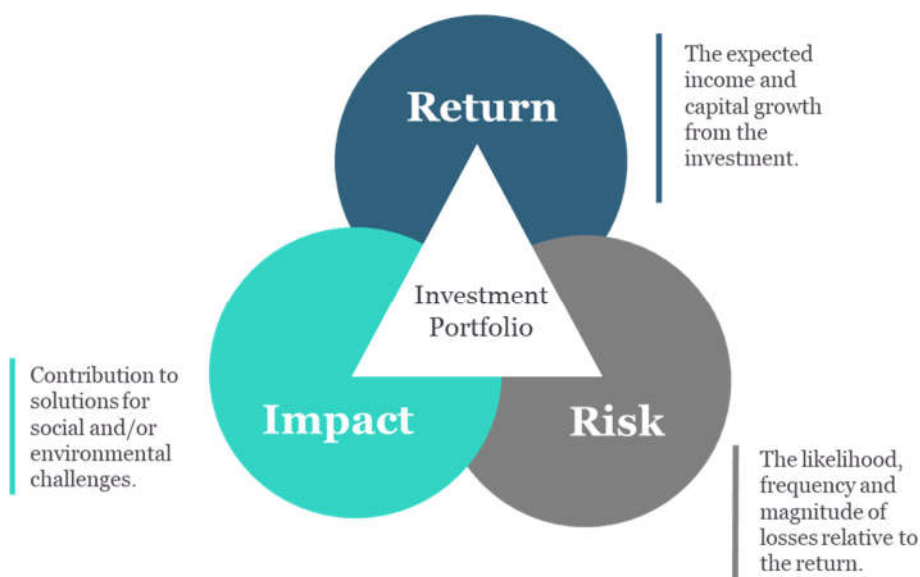 Return
The expected
income and
capital growth
from the
investment.
Investment
Portfolio
Contribution to
solutions for
social and/or
environmental
challenges.
Impact
Risk
The likelihood,
frequency and
magnitude of
losses relative to
the return.